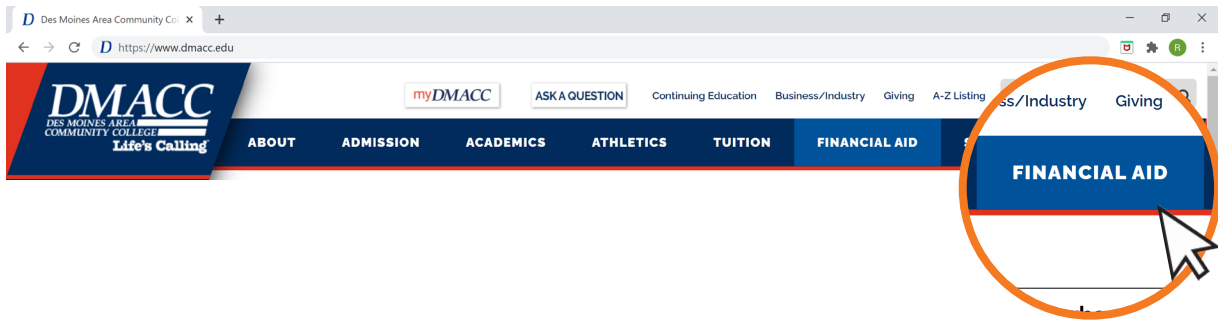 Des Moines Area Community Co
https://www.dmacc.edu
R
DMACC
DES MOINES AREA
COMMUNITY COLLEGE
Life's Calling
myDMACC ASK A QUESTION Continuing Education Business/Industry Giving A-Z Listing
ABOUT ADMISSION ACADEMICS ATHLETICS TUITION FINANCIAL AID
ss/Industry Giving
FINANCIAL AID